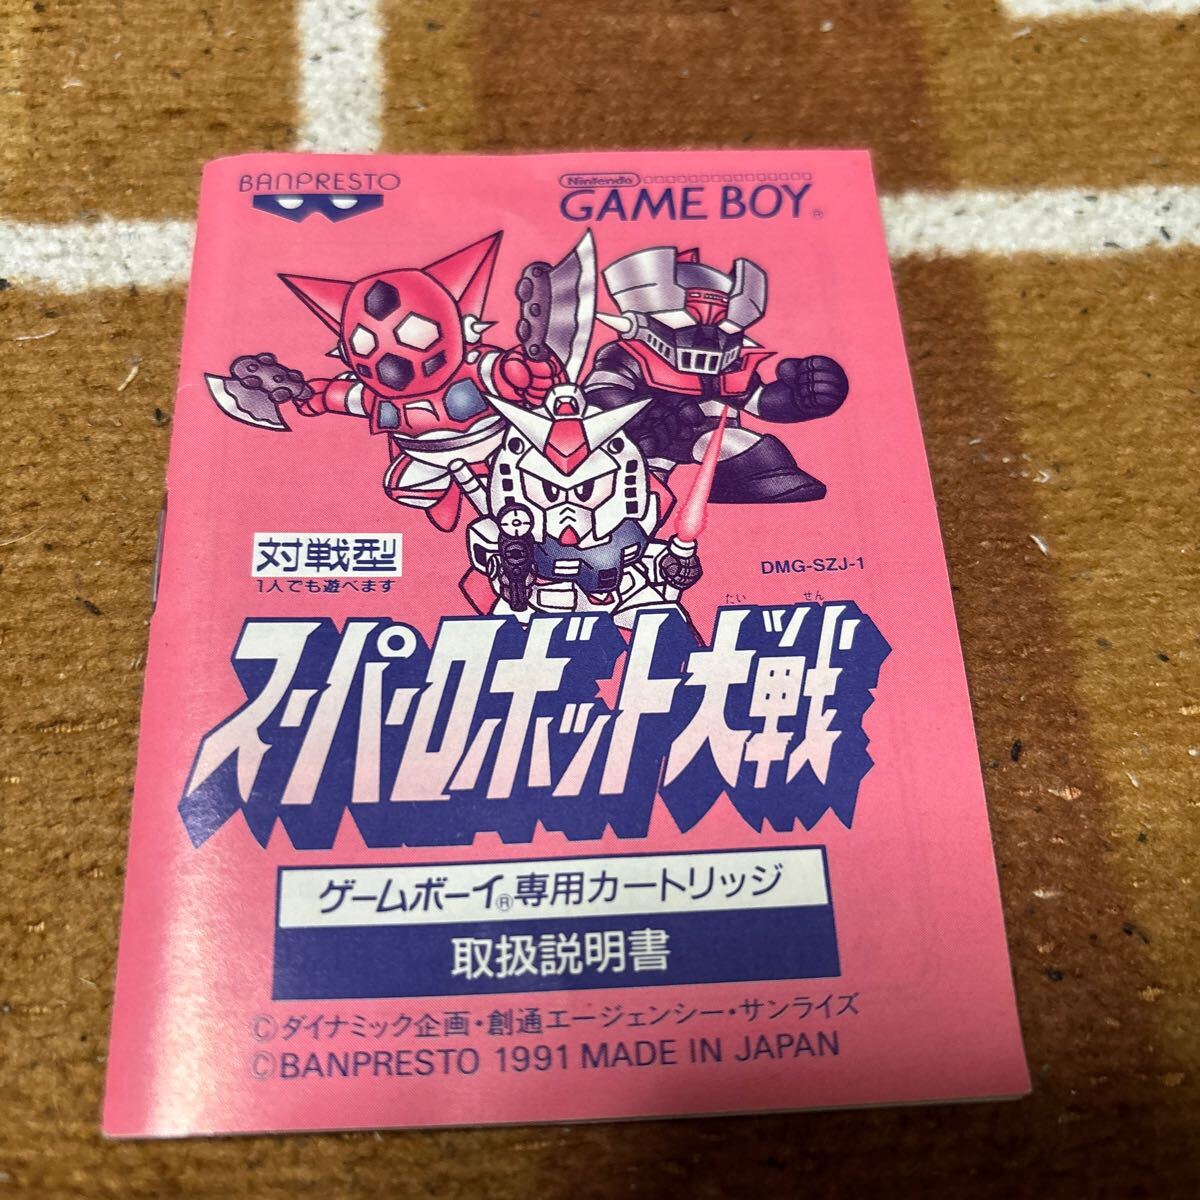 BANPRESTO
Nintendo
GAME BOY®
対戦型
1人でも遊べます
DMG-SZJ-1
たい せん
スーパーロボット大戦
ゲームボーイ®専用カートリッジ
取扱説明書
©ダイナミック企画・創通エージェンシー・サンライズ
©BANPRESTO 1991 MADE IN JAPAN